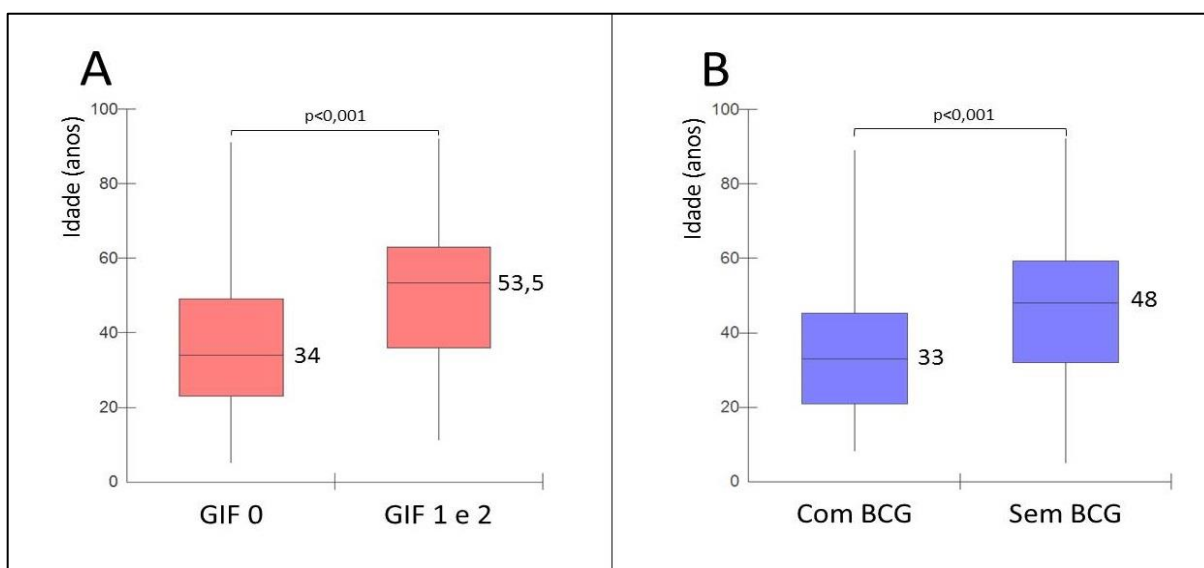 A
Idade (anos)
100
80
60
40
20
0
p<0,001
34
53,5
GIF 0
GIF 1 e 2
B
Idade (anos)
100
80
60
40
20
0
p<0,001
33
48
Com BCG
Sem BCG